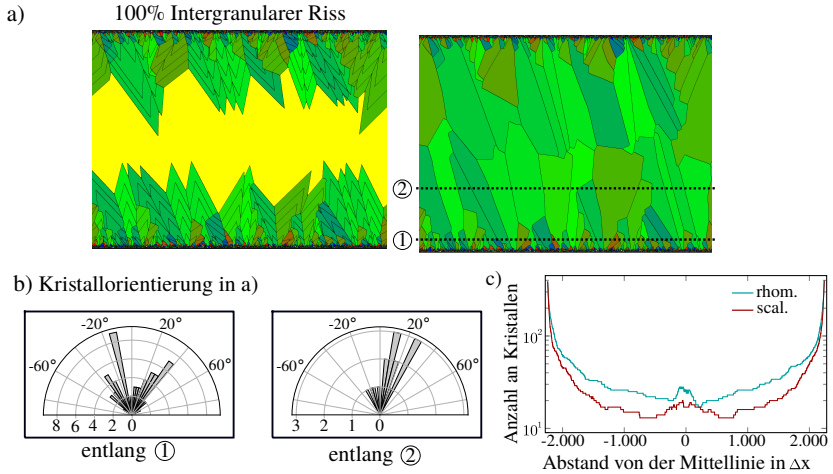 a)
100% Intergranularer Riss
②
①
b) Kristallorientierung in a)
-20° 20°
-60° 60°
8 6 4 2 0
entlang ①
-20° 20°
-60° 60°
3 2 1 0
entlang ②
c)
Anzahl an Kristallen
10²
10¹
rhom.
scal.
-2.000 -1.000 0 1.000 2.000
Abstand von der Mittellinie in Δx